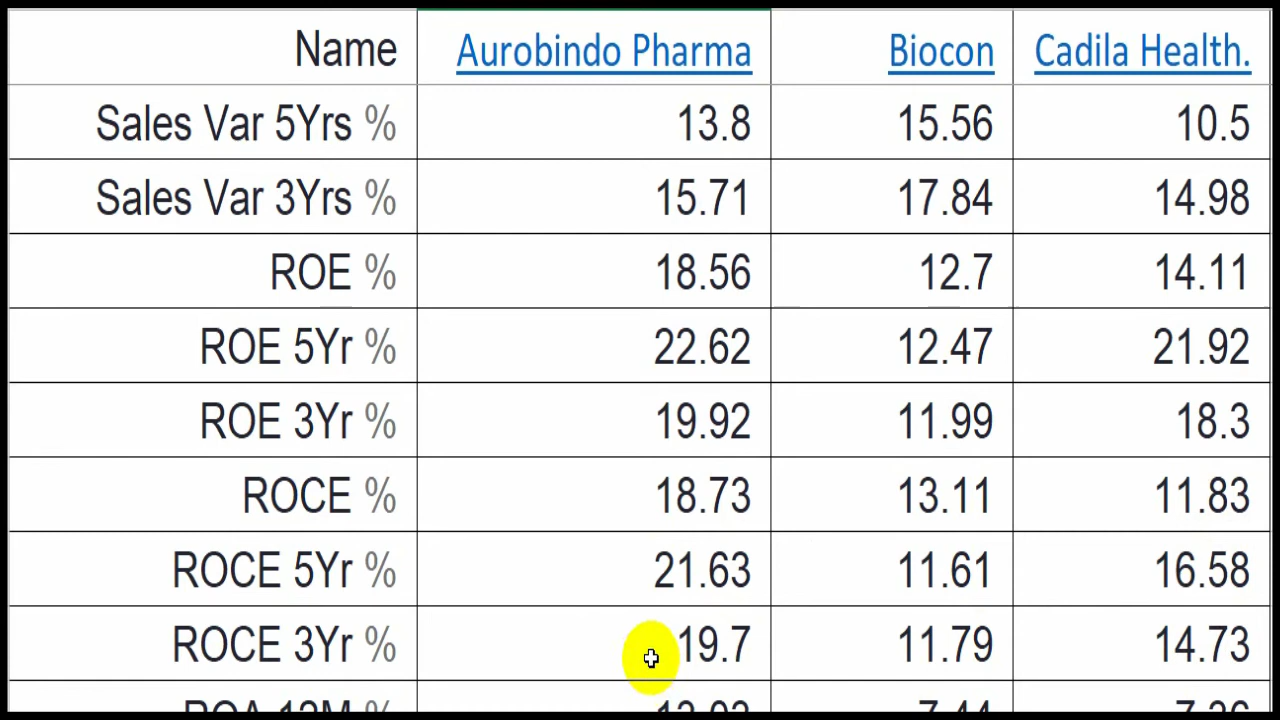 Name Aurobindo Pharma Biocon Cadila Health.
Sales Var 5Yrs % 13.8 15.56 10.5
Sales Var 3Yrs % 15.71 17.84 14.98
ROE % 18.56 12.7 14.11
ROE 5Yr % 22.62 12.47 21.92
ROE 3Yr % 19.92 11.99 18.3
ROCE % 18.73 13.11 11.83
ROCE 5Yr % 21.63 11.61 16.58
ROCE 3Yr % 19.7 11.79 14.73
ROA 12M %